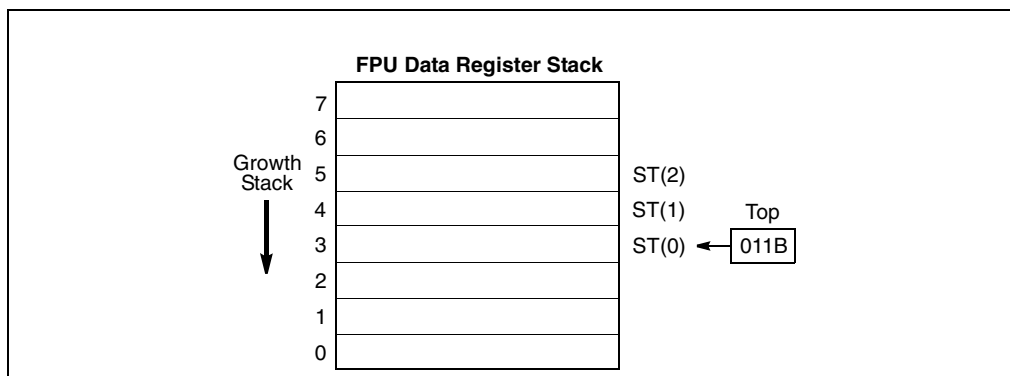 FPU Data Register Stack
7
6
Growth
Stack
5
ST(2)
4
ST(1)
Top
3
ST(0)
011B
2
1
0